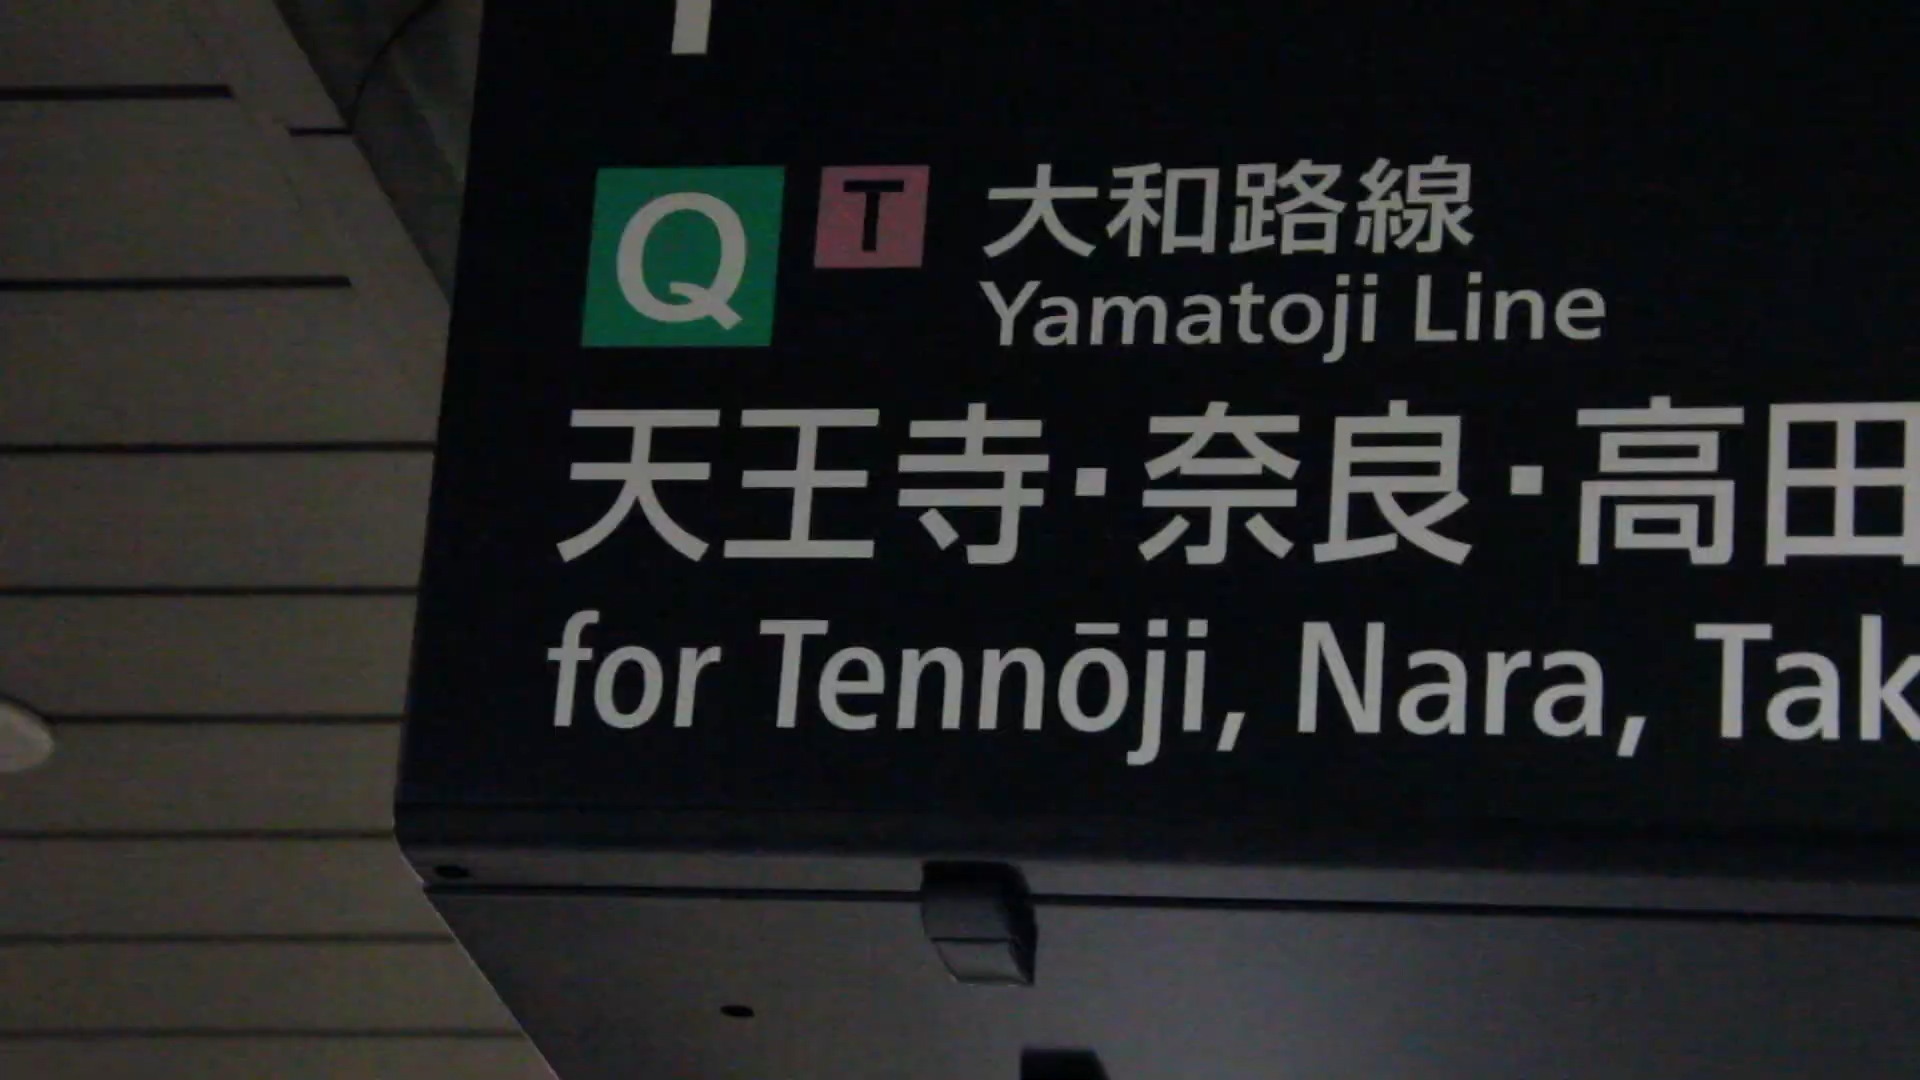 Q T 大和路線
Yamatoji Line
天王寺・奈良・高田
for Tennōji, Nara, Tak